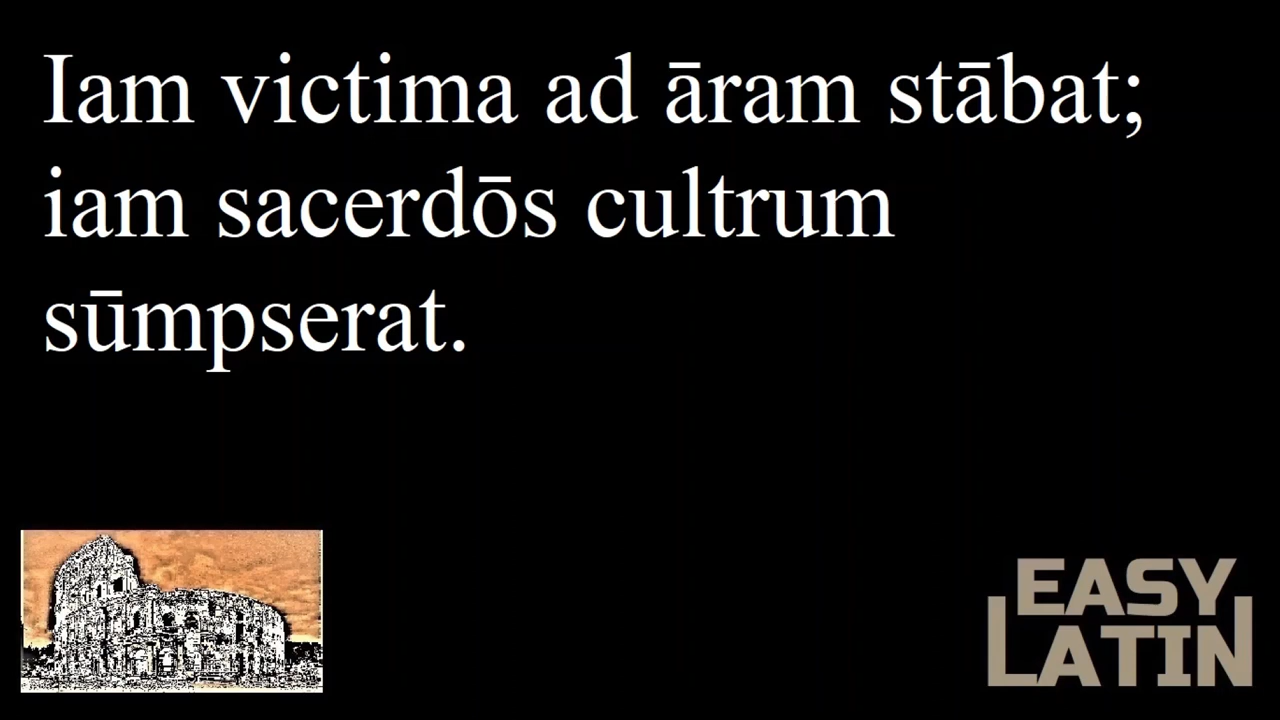 Iam victima ad āram stābat;
iam sacerdōs cultrum
sūmpserat.
EASY
LATIN